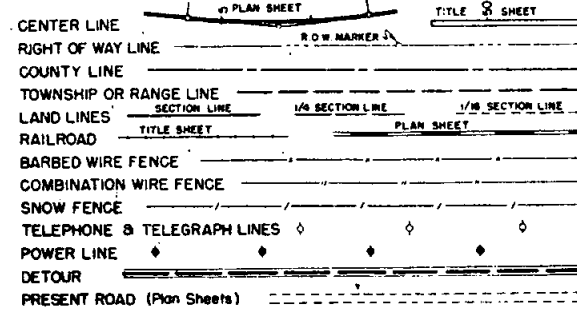 CENTER LINE 5 PLAN SHEET TITLE 50 SHEET
RIGHT OF WAY LINE R.O.W. MARKER
COUNTY LINE
TOWNSHIP OR RANGE LINE
LAND LINES SECTION LINE 1/4 SECTION LINE 1/16 SECTION LINE
RAILROAD TITLE SHEET PLAN SHEET
BARBED WIRE FENCE
COMBINATION WIRE FENCE
SNOW FENCE
TELEPHONE & TELEGRAPH LINES
POWER LINE
DETOUR
PRESENT ROAD (Plan Sheets)